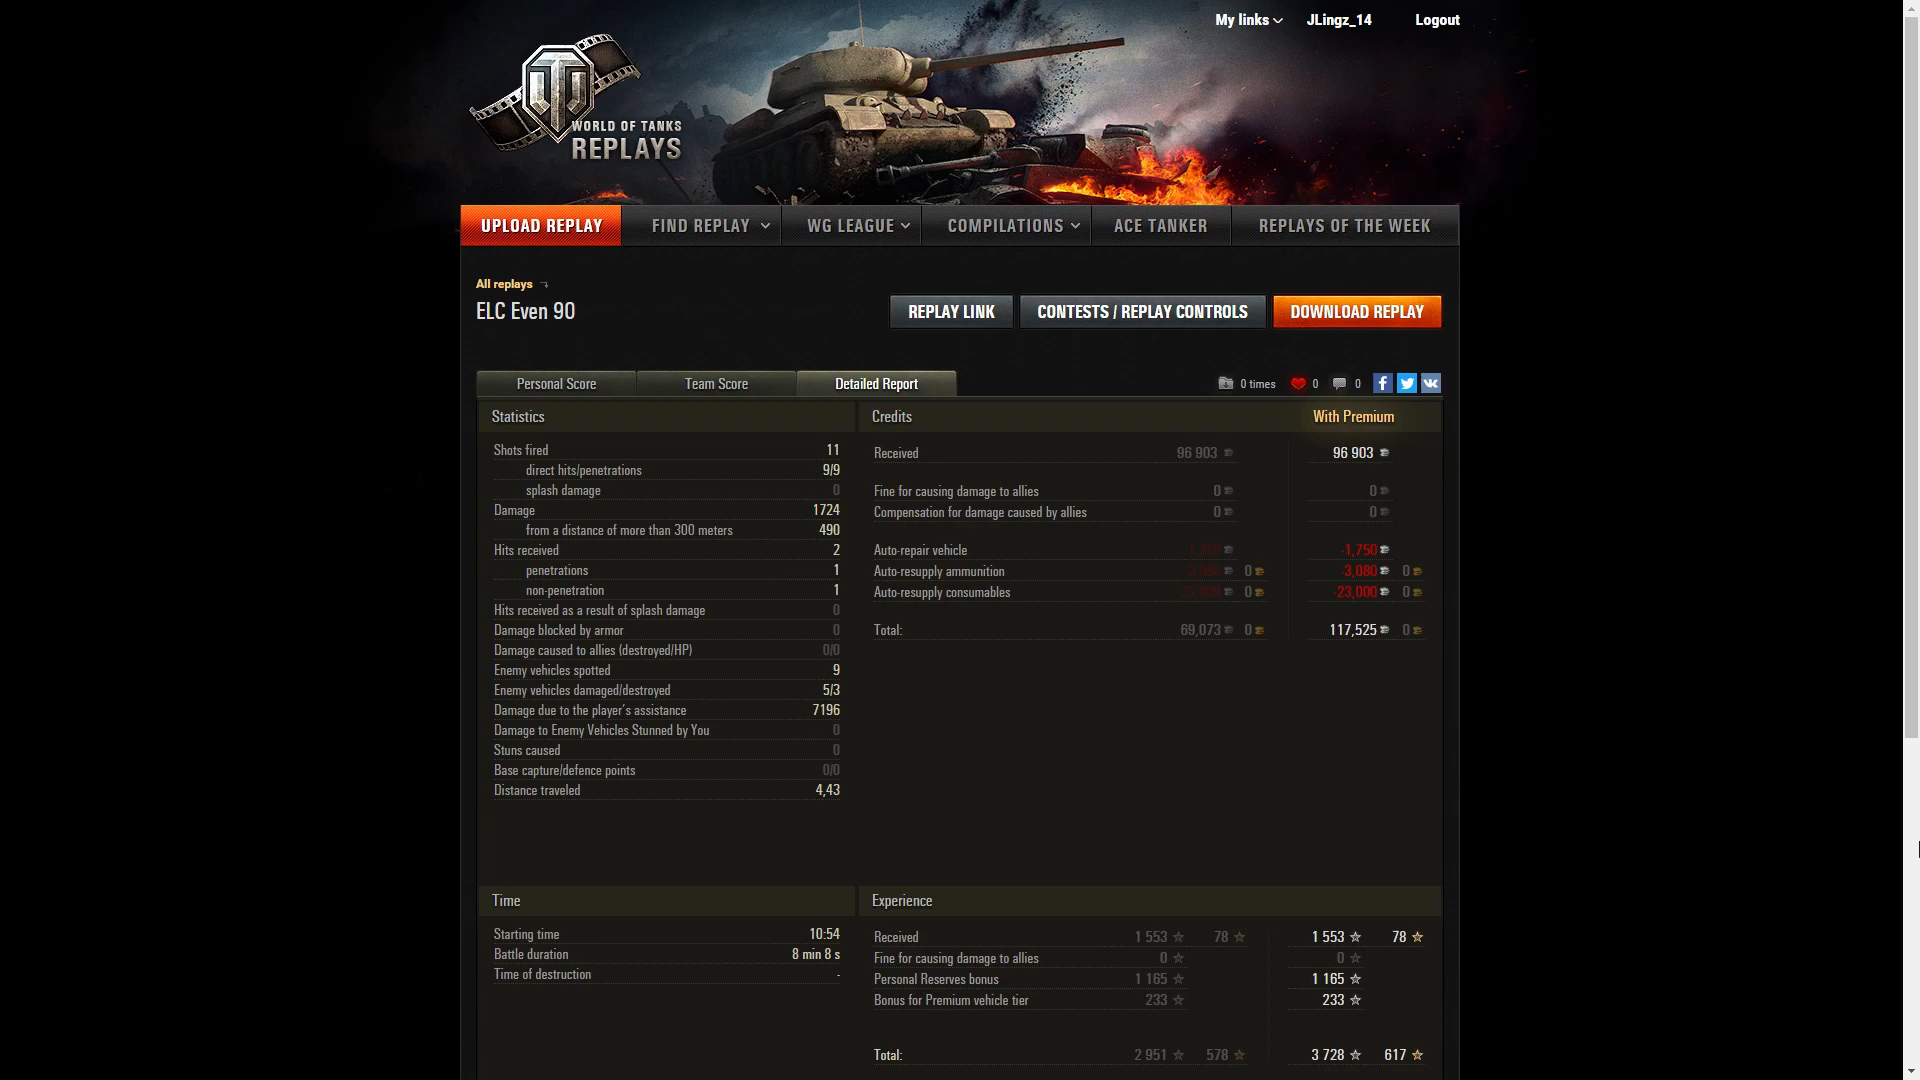 My links JLingz_14 Logout
WORLD OF TANKS
REPLAYS
UPLOAD REPLAY FIND REPLAY WG LEAGUE COMPILATIONS ACE TANKER REPLAYS OF THE WEEK
All replays
ELC Even 90
REPLAY LINK CONTESTS / REPLAY CONTROLS DOWNLOAD REPLAY
Personal Score Team Score Detailed Report 0 times 0 0
Statistics
Shots fired 11
direct hits/penetrations 9/9
splash damage 0
Damage 1724
from a distance of more than 300 meters 490
Hits received 2
penetrations 1
non-penetration 1
Hits received as a result of splash damage 0
Damage blocked by armor 0
Damage caused to allies (destroyed/HP) 0/0
Enemy vehicles spotted 9
Enemy vehicles damaged/destroyed 5/3
Damage due to the player's assistance 7196
Damage to Enemy Vehicles Stunned by You 0
Stuns caused 0
Base capture/defence points 0/0
Distance traveled 4,43
Credits With Premium
Received 96 903 96 903
Fine for causing damage to allies 0 0
Compensation for damage caused by allies 0 0
Auto-repair vehicle -1,750 -1,750
Auto-resupply ammunition -3,080 0 -3,080 0
Auto-resupply consumables -23,000 0 -23,000 0
Total: 69,073 0 117,525 0
Time
Starting time 10:54
Battle duration 8 min 8 s
Time of destruction -
Experience
Received 1 553 78 1 553 78
Fine for causing damage to allies 0 0
Personal Reserves bonus 1 165 1 165
Bonus for Premium vehicle tier 233 233
Total: 2 951 578 3 728 617